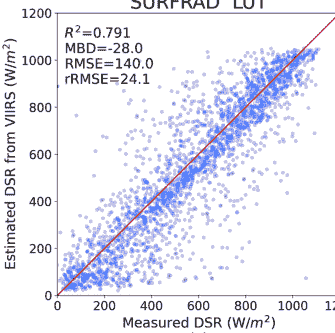 SURFRAD LUT
1200
R²=0.791
MBD=-28.0
RMSE=140.0
rRMSE=24.1
1000
800
600
400
200
0
Estimated DSR from VIIRS (W/m²)
0 200 400 600 800 1000
Measured DSR (W/m²)